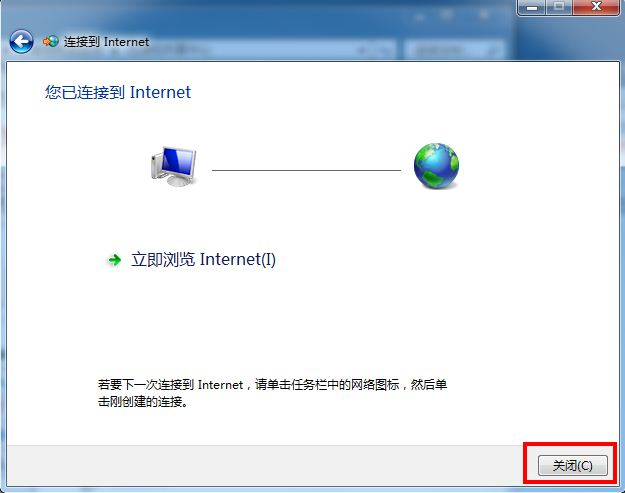 连接到 Internet
您已连接到 Internet
立即浏览 Internet(I)
若要下一次连接到 Internet，请单击任务栏中的网络图标，然后单
击刚创建的连接。
关闭(C)